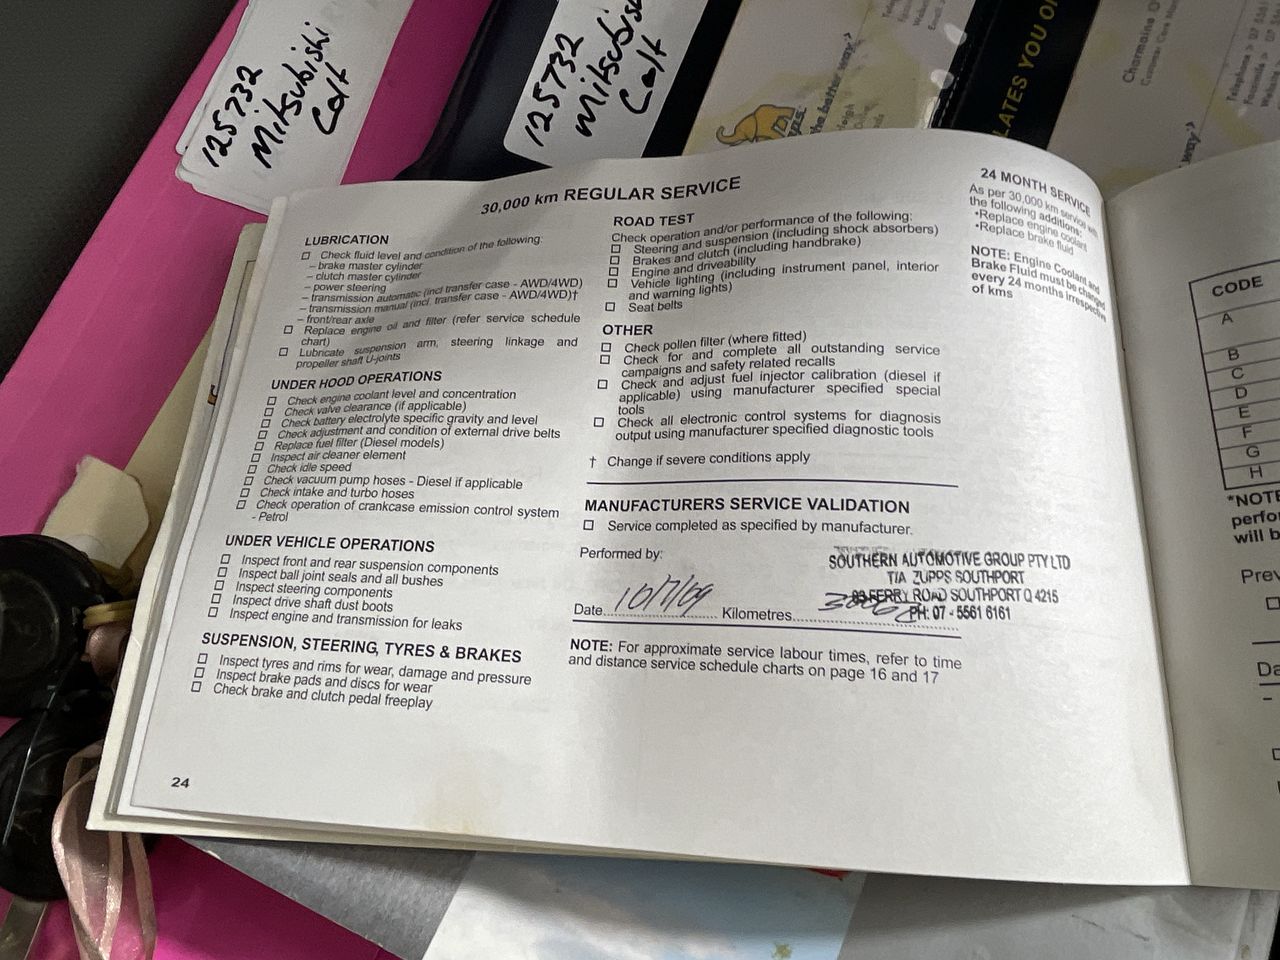 125732
Mitsubishi
Colt
125732
Mitsubis
Colt
the better way"
LATES YOU O
Charmaine
way"
30,000 km REGULAR SERVICE
LUBRICATION
☐ Check fluid level and condition of the following:
– brake master cylinder
– clutch master cylinder
– power steering
– transmission automatic (incl transfer case - AWD/4WD)
– transmission manual (incl. transfer case - AWD/4WD)†
– front/rear axle
☐ Replace engine oil and filter (refer service schedule
chart)
☐ Lubricate suspension arm, steering linkage and
propeller shaft U-joints
UNDER HOOD OPERATIONS
☐ Check engine coolant level and concentration
☐ Check valve clearance (if applicable)
☐ Check battery electrolyte specific gravity and level
☐ Check adjustment and condition of external drive belts
☐ Replace fuel filter (Diesel models)
☐ Inspect air cleaner element
☐ Check idle speed
☐ Check vacuum pump hoses - Diesel if applicable
☐ Check intake and turbo hoses
☐ Check operation of crankcase emission control system
- Petrol
UNDER VEHICLE OPERATIONS
☐ Inspect front and rear suspension components
☐ Inspect ball joint seals and all bushes
☐ Inspect steering components
☐ Inspect drive shaft dust boots
☐ Inspect engine and transmission for leaks
SUSPENSION, STEERING, TYRES & BRAKES
☐ Inspect tyres and rims for wear, damage and pressure
☐ Inspect brake pads and discs for wear
☐ Check brake and clutch pedal freeplay
24
ROAD TEST
Check operation and/or performance of the following:
☐ Steering and suspension (including shock absorbers)
☐ Brakes and clutch (including handbrake)
☐ Engine and driveability
☐ Vehicle lighting (including instrument panel, interior
and warning lights)
☐ Seat belts
OTHER
☐ Check pollen filter (where fitted)
☐ Check for and complete all outstanding service
campaigns and safety related recalls
☐ Check and adjust fuel injector calibration (diesel if
applicable) using manufacturer specified special
tools
☐ Check all electronic control systems for diagnosis
output using manufacturer specified diagnostic tools
† Change if severe conditions apply
MANUFACTURERS SERVICE VALIDATION
☐ Service completed as specified by manufacturer.
Performed by:
SOUTHERN AUTOMOTIVE GROUP PTY LTD
T/A ZUPPS SOUTHPORT
83 FERRY ROAD SOUTHPORT Q 4215
PH: 07 - 5561 6161
Date 10/7/09 Kilometres
NOTE: For approximate service labour times, refer to time
and distance service schedule charts on page 16 and 17
24 MONTH SERVICE
As per 30,000 km service with
the following additions:
•Replace engine coolant
•Replace brake fluid
NOTE: Engine Coolant and
Brake Fluid must be changed
every 24 months irrespective
of kms
CODE
A
B
C
D
E
F
G
H
*NOTE
perfo
will b
Prev
☐
Da